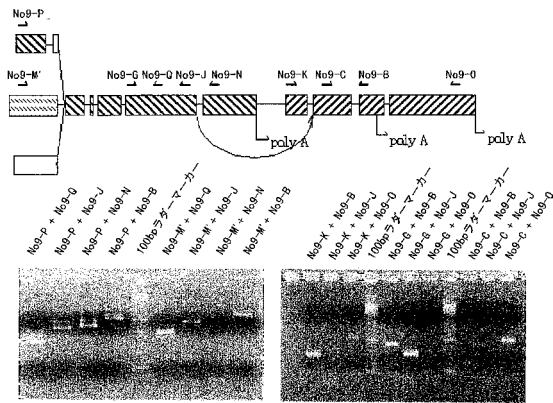 No9-P
No9-M'
No9-G
No9-Q
No9-J
No9-N
No9-K
No9-C
No9-B
No9-O
poly A
poly A
poly A
No9-P + No9-Q
No9-P + No9-J
No9-P + No9-N
No9-P + No9-B
100bpラダーマーカー
No9-M' + No9-Q
No9-M' + No9-J
No9-M' + No9-N
No9-M' + No9-B
No9-K + No9-B
No9-K + No9-J
No9-K + No9-O
100bpラダーマーカー
No9-G + No9-B
No9-G + No9-J
No9-G + No9-O
100bpラダーマーカー
No9-C + No9-B
No9-C + No9-J
No9-C + No9-O